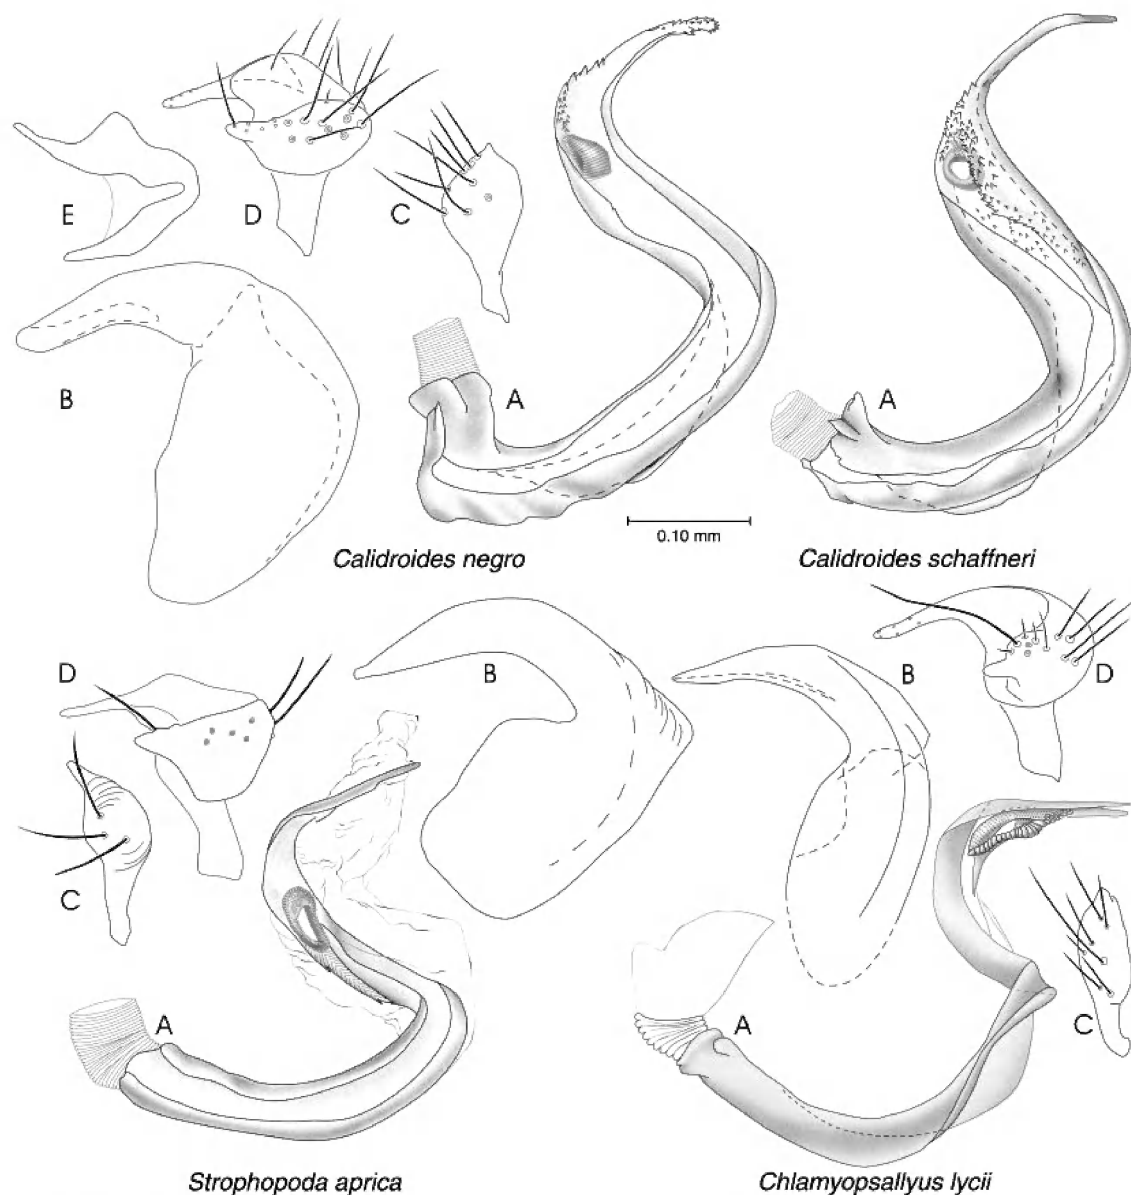 E
D
C
B
A
A
0.10 mm
Calidroides negro
Calidroides schaffneri
D
B
B
D
C
A
A
C
Strophopoda aprica
Chlamyopsallyus lycii